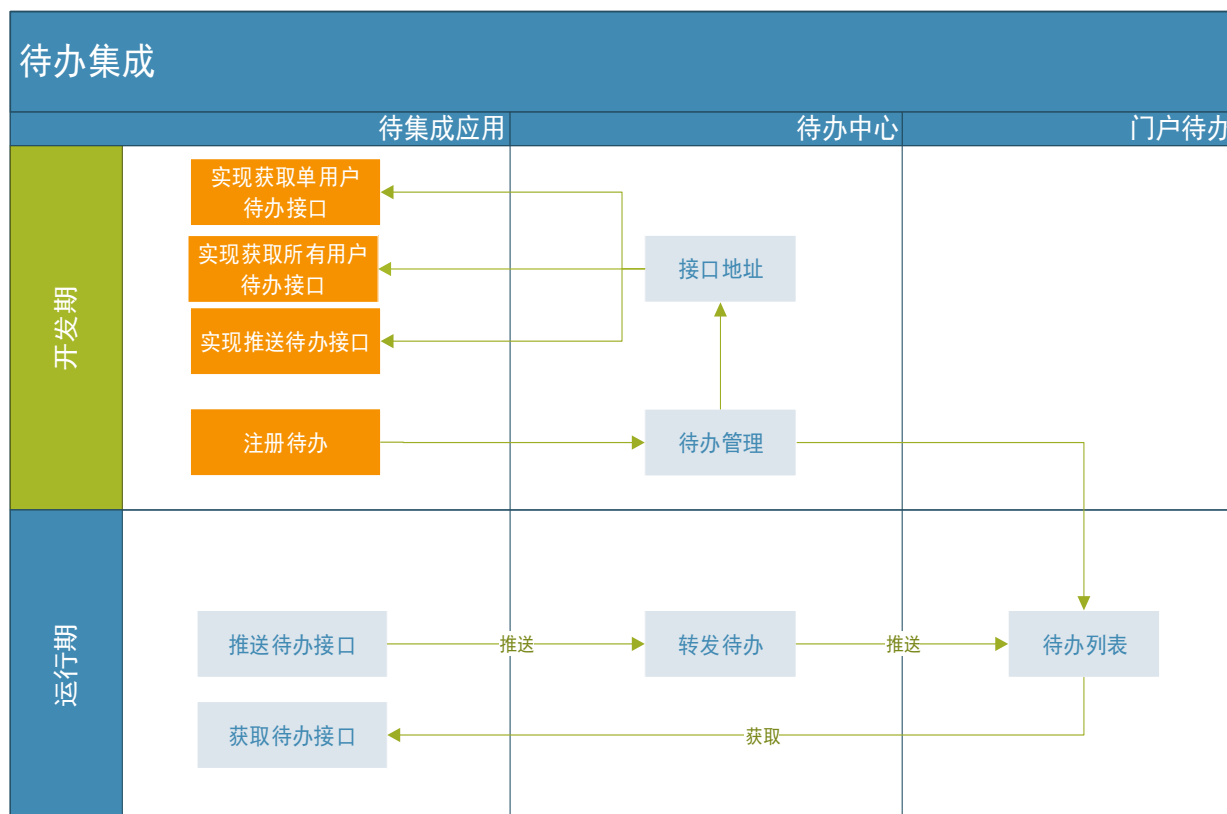 待办集成
待集成应用
待办中心
门户待办
开发期
实现获取单用户
待办接口
实现获取所有用户
待办接口
接口地址
实现推送待办接口
注册待办
待办管理
运行期
推送待办接口
推送
转发待办
推送
待办列表
获取待办接口
获取